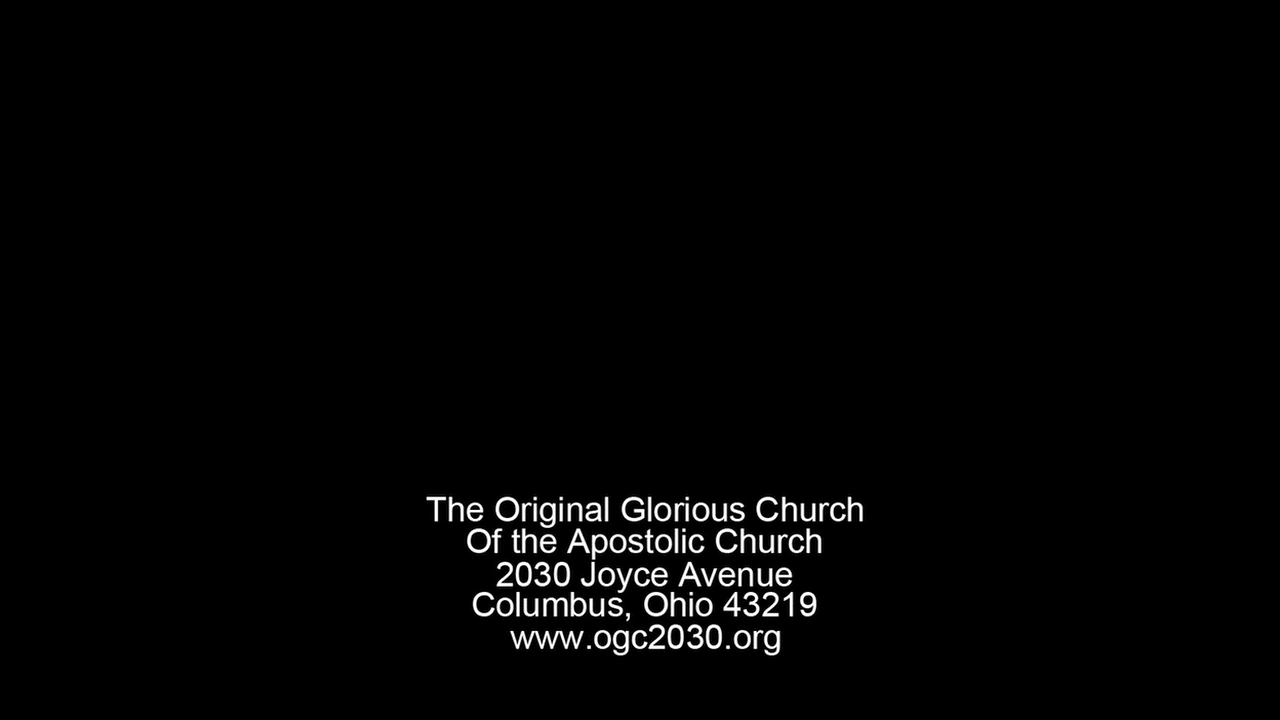 The Original Glorious Church
Of the Apostolic Church
2030 Joyce Avenue
Columbus, Ohio 43219
www.ogc2030.org